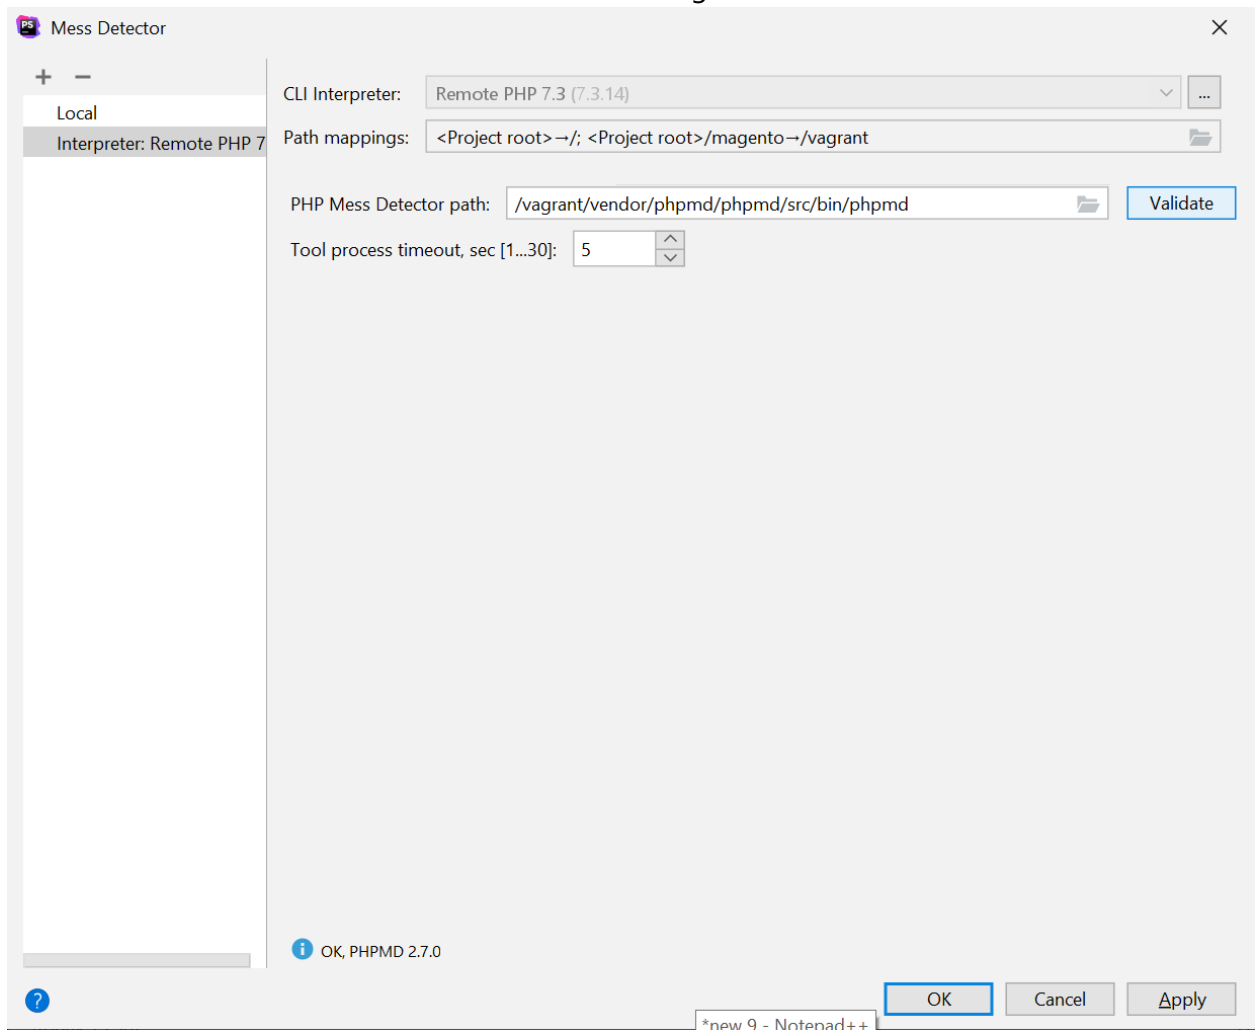 PS Mess Detector
Local
Interpreter: Remote PHP 7
CLI Interpreter: Remote PHP 7.3 (7.3.14) ...
Path mappings: <Project root>→/; <Project root>/magento→/vagrant
PHP Mess Detector path: /vagrant/vendor/phpmd/phpmd/src/bin/phpmd Validate
Tool process timeout, sec [1...30]: 5
OK, PHPMD 2.7.0
? OK Cancel Apply
*new 9 - Notepad++